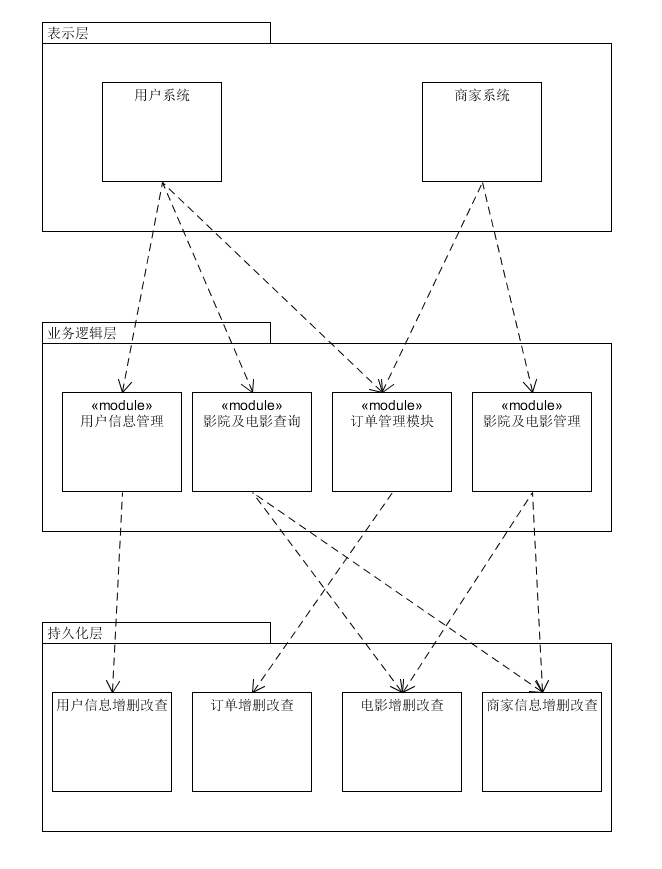 表示层
用户系统
商家系统
业务逻辑层
«module»
用户信息管理
«module»
影院及电影查询
«module»
订单管理模块
«module»
影院及电影管理
持久化层
用户信息增删改查
订单增删改查
电影增删改查
商家信息增删改查